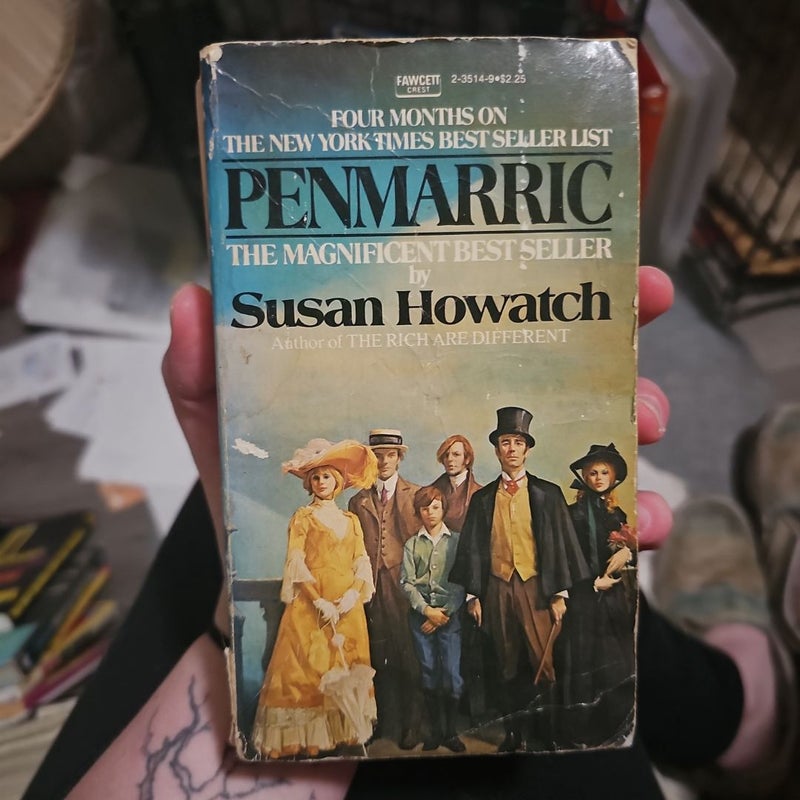 FAWCETT
CREST
2-3514-9•$2.25
FOUR MONTHS ON
THE NEW YORK TIMES BEST SELLER LIST
PENMARRIC
THE MAGNIFICENT BEST SELLER
by
Susan Howatch
Author of THE RICH ARE DIFFERENT